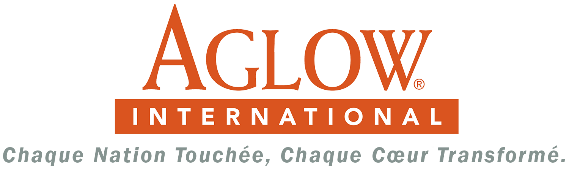 AGLOW®
INTERNATIONAL
Chaque Nation Touchée, Chaque Cœur Transformé.